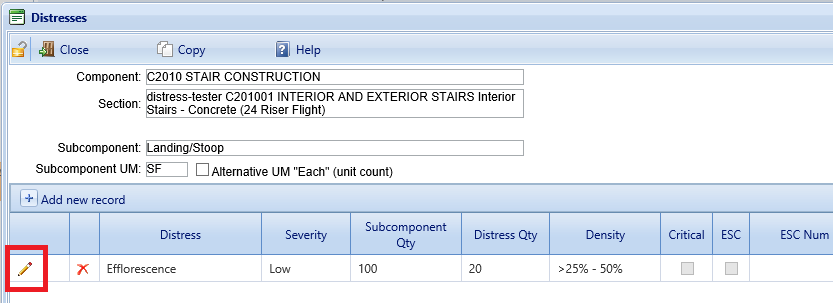 Distresses
Close Copy Help
Component: C2010 STAIR CONSTRUCTION
Section: distress-tester C201001 INTERIOR AND EXTERIOR STAIRS Interior
Stairs - Concrete (24 Riser Flight)
Subcomponent: Landing/Stoop
Subcomponent UM: SF Alternative UM "Each" (unit count)
Add new record
Distress Severity Subcomponent Qty Distress Qty Density Critical ESC ESC Num
Efflorescence Low 100 20 >25% - 50%